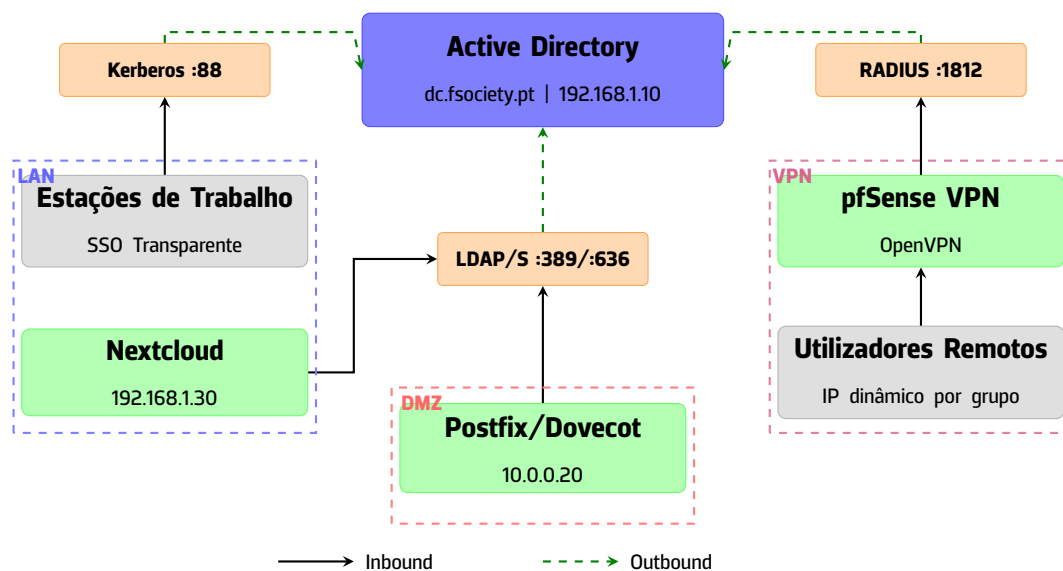 Active Directory
dc.fsociety.pt | 192.168.1.10
Kerberos :88
RADIUS :1812
LAN
Estações de Trabalho
SSO Transparente
VPN
pfSense VPN
OpenVPN
LDAP/S :389/:636
Nextcloud
192.168.1.30
Utilizadores Remotos
IP dinâmico por grupo
DMZ
Postfix/Dovecot
10.0.0.20
Inbound
Outbound